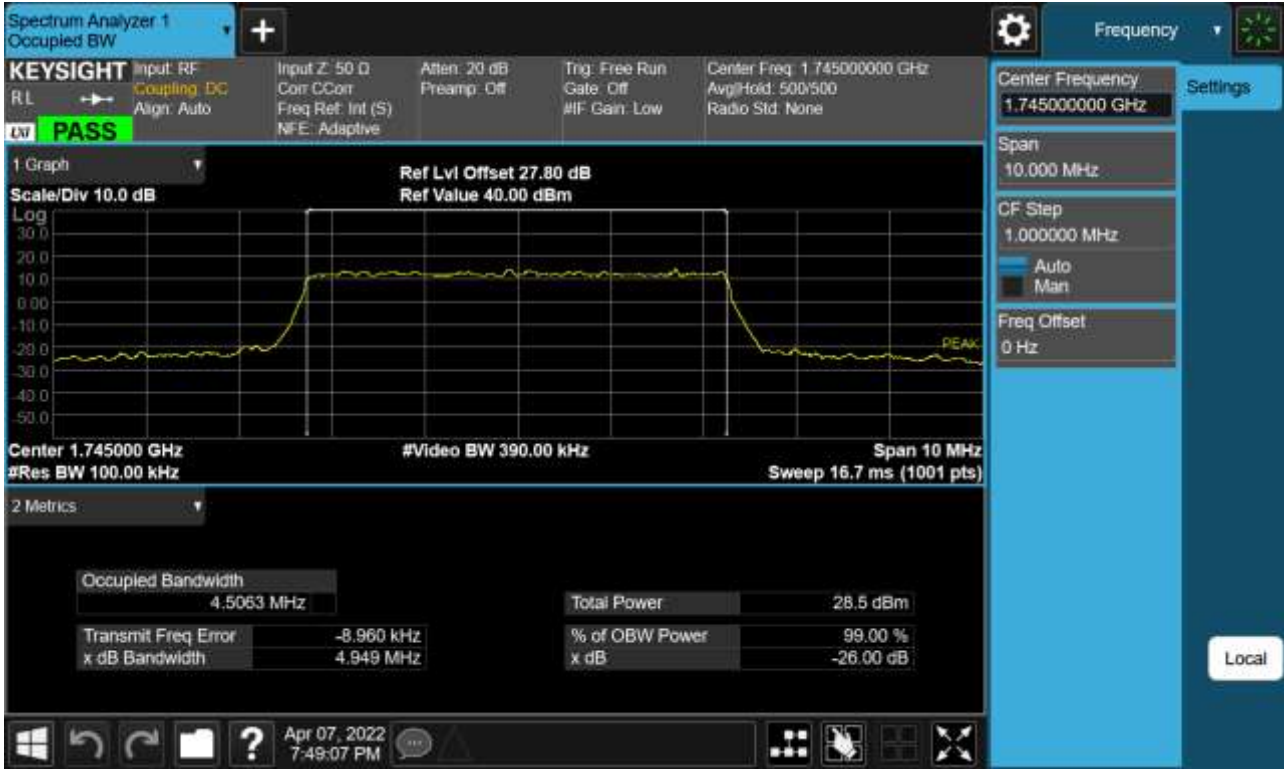 Spectrum Analyzer 1
Occupied BW
Frequency
KEYSIGHT
RL
LXI
PASS
Input: RF
Coupling: DC
Align: Auto
Input Z: 50 Ω
Corr CCorr
Freq Ref: Int (S)
NFE: Adaptive
Atten: 20 dB
Preamp: Off
Trig: Free Run
Gate: Off
#IF Gain: Low
Center Freq: 1.745000000 GHz
Avg|Hold: 500/500
Radio Std: None
Center Frequency
1.745000000 GHz
Settings
Span
10.000 MHz
CF Step
1.000000 MHz
Auto
Man
Freq Offset
0 Hz
Local
1 Graph
Scale/Div 10.0 dB
Ref Lvl Offset 27.80 dB
Ref Value 40.00 dBm
Log
30.0
20.0
10.0
0.00
-10.0
-20.0
-30.0
-40.0
-50.0
PEAK
Center 1.745000 GHz
#Video BW 390.00 kHz
Span 10 MHz
#Res BW 100.00 kHz
Sweep 16.7 ms (1001 pts)
2 Metrics
Occupied Bandwidth
4.5063 MHz
Total Power 28.5 dBm
Transmit Freq Error -8.960 kHz
% of OBW Power 99.00 %
x dB Bandwidth 4.949 MHz
x dB -26.00 dB
?
Apr 07, 2022
7:49:07 PM